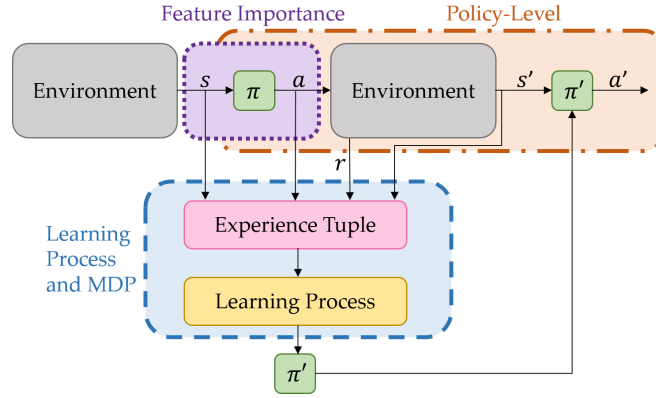 Feature Importance
Policy-Level
Environment
s
π
a
Environment
s′
π′
a′
r
Learning
Process
and MDP
Experience Tuple
Learning Process
π′